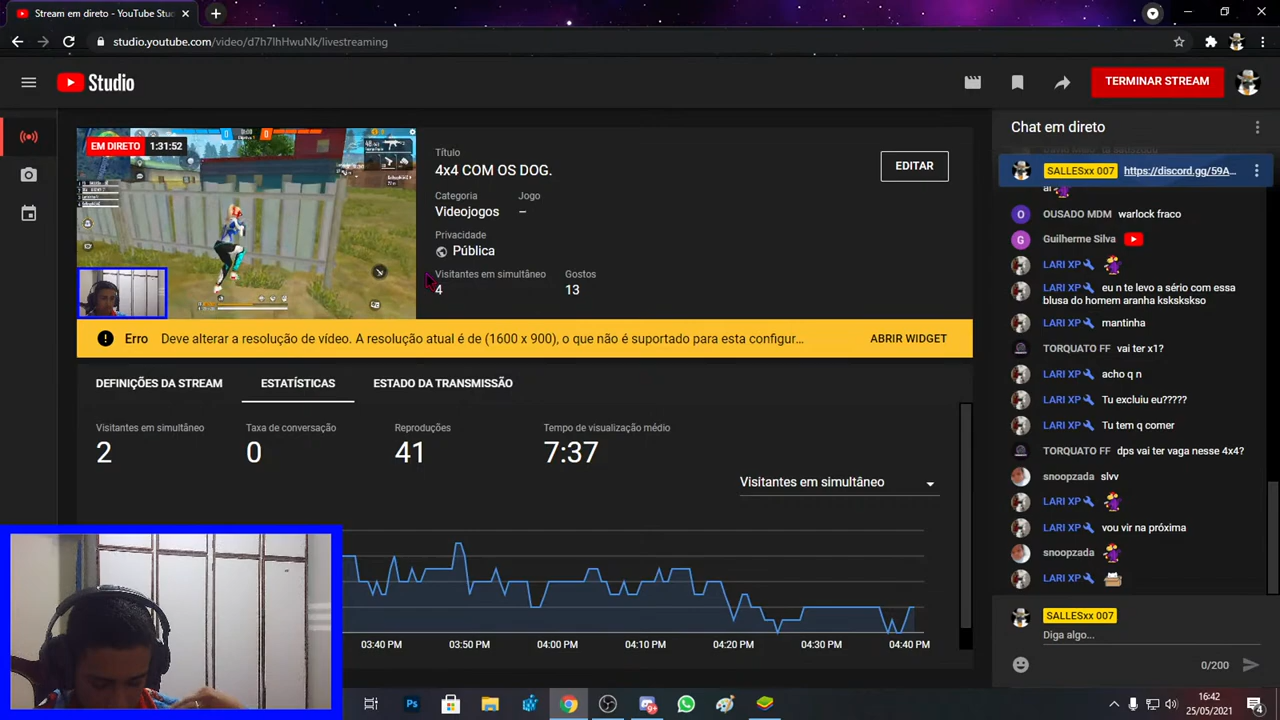 Stream em direto - YouTube Stu
studio.youtube.com/video/d7h7IhHwuNk/livestreaming
Studio
TERMINAR STREAM
EM DIRETO 1:31:52
Título
4x4 COM OS DOG.
EDITAR
Categoria Jogo
Videojogos –
Privacidade
Pública
Visitantes em simultâneo Gostos
4 13
Erro Deve alterar a resolução de vídeo. A resolução atual é de (1600 x 900), o que não é suportado para esta configur... ABRIR WIDGET
DEFINIÇÕES DA STREAM ESTATÍSTICAS ESTADO DA TRANSMISSÃO
Visitantes em simultâneo Taxa de conversação Reproduções Tempo de visualização médio
2 0 41 7:37
Visitantes em simultâneo
03:40 PM 03:50 PM 04:00 PM 04:10 PM 04:20 PM 04:30 PM 04:40 PM
Chat em direto
SALLESxx 007 https://discord.gg/59A...
OUSADO MDM warlock fraco
Guilherme Silva
LARI XP
LARI XP eu n te levo a sério com essa
blusa do homem aranha ksksksksо
LARI XP mantinha
TORQUATO FF vai ter x1?
LARI XP acho q n
LARI XP Tu excluiu eu?????
LARI XP Tu tem q comer
TORQUATO FF dps vai ter vaga nesse 4x4?
snoopzada slvv
LARI XP
LARI XP vou vir na próxima
snoopzada
LARI XP
SALLESxx 007
Diga algo...
0/200
Ps
16:42
25/05/2021
4